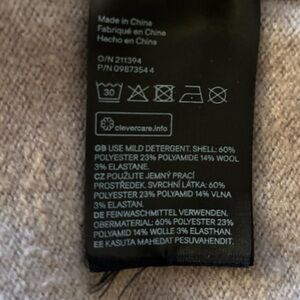 Made in China
Fabriqué en Chine
Hecho en China
O/N 211394
P/N 0987354 4
30
clevercare.info
GB USE MILD DETERGENT. SHELL: 60%
POLYESTER 23% POLYAMIDE 14% WOOL
3% ELASTANE.
CZ POUŽIJTE JEMNÝ PRACÍ
PROSTŘEDEK. SVRCHNÍ LÁTKA: 60%
POLYESTER 23% POLYAMID 14% VLNA
3% ELASTAN.
DE FEINWASCHMITTEL VERWENDEN.
OBERMATERIAL: 60% POLYESTER 23%
POLYAMID 14% WOLLE 3% ELASTHAN.
EE KASUTA MAHEDAT PESUVAHENDIT.